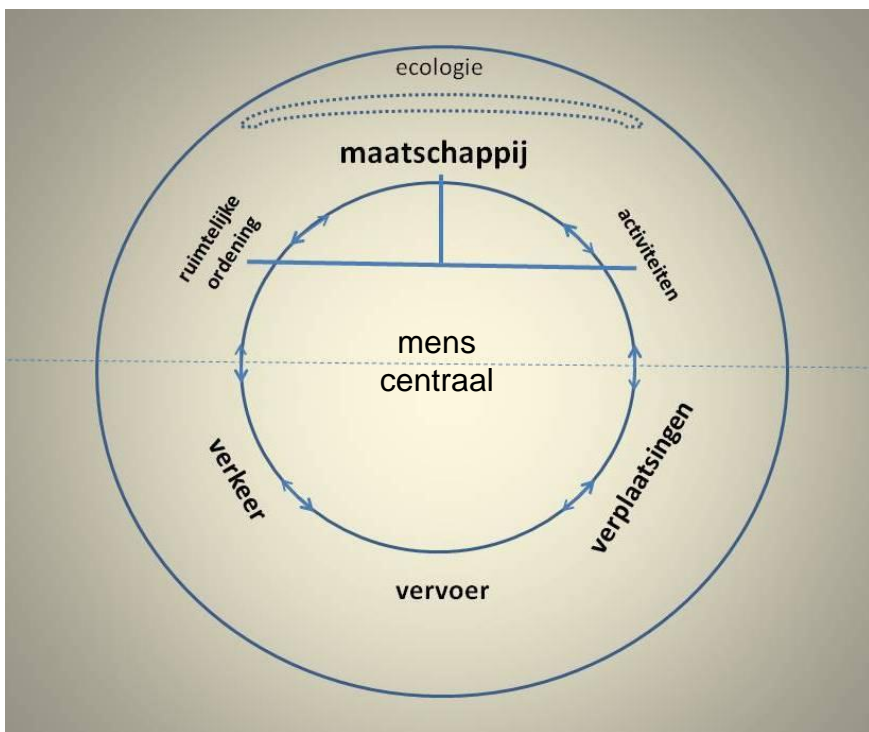 ecologie
maatschappij
ruimtelijke
ordening
activiteiten
mens
centraal
verkeer
verplaatsingen
vervoer